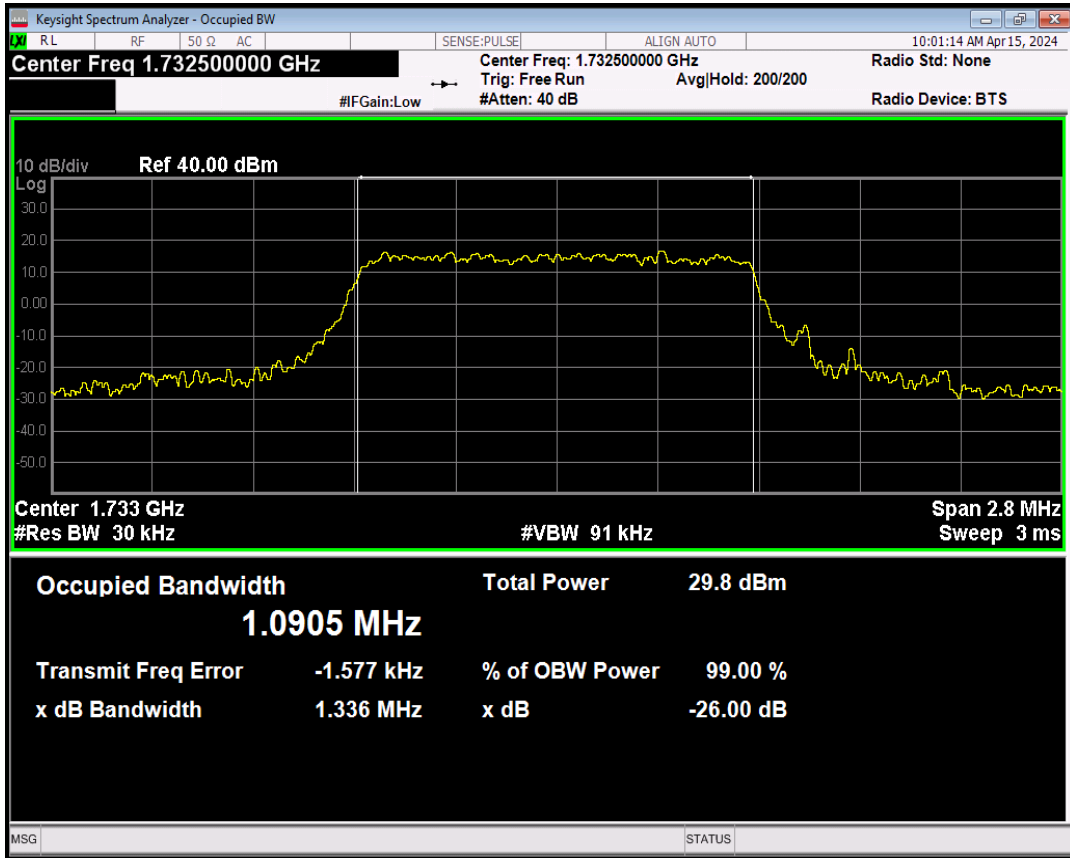 Keysight Spectrum Analyzer - Occupied BW
LXI RL RF 50 Ω AC SENSE:PULSE ALIGN AUTO 10:01:14 AM Apr 15, 2024
Center Freq 1.732500000 GHz Center Freq: 1.732500000 GHz Radio Std: None
Trig: Free Run Avg|Hold: 200/200
#IFGain:Low #Atten: 40 dB Radio Device: BTS
10 dB/div Ref 40.00 dBm
Log
30.0
20.0
10.0
0.00
-10.0
-20.0
-30.0
-40.0
-50.0
Center 1.733 GHz Span 2.8 MHz
#Res BW 30 kHz #VBW 91 kHz Sweep 3 ms
Occupied Bandwidth Total Power 29.8 dBm
1.0905 MHz
Transmit Freq Error -1.577 kHz % of OBW Power 99.00 %
x dB Bandwidth 1.336 MHz x dB -26.00 dB
MSG STATUS